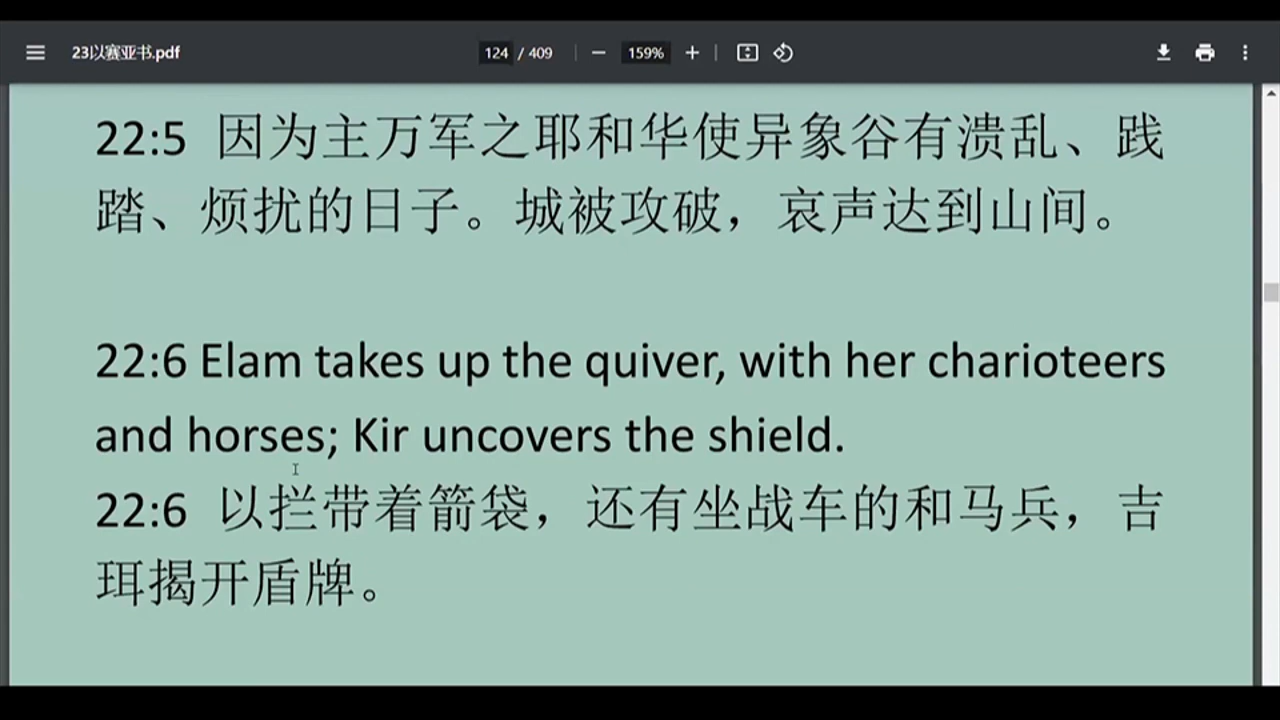 23以赛亚书.pdf
124 / 409
159%
22:5 因为主万军之耶和华使异象谷有溃乱、践
踏、烦扰的日子。城被攻破，哀声达到山间。
22:6 Elam takes up the quiver, with her charioteers
and horses; Kir uncovers the shield.
22:6 以拦带着箭袋，还有坐战车的和马兵，吉
珥揭开盾牌。